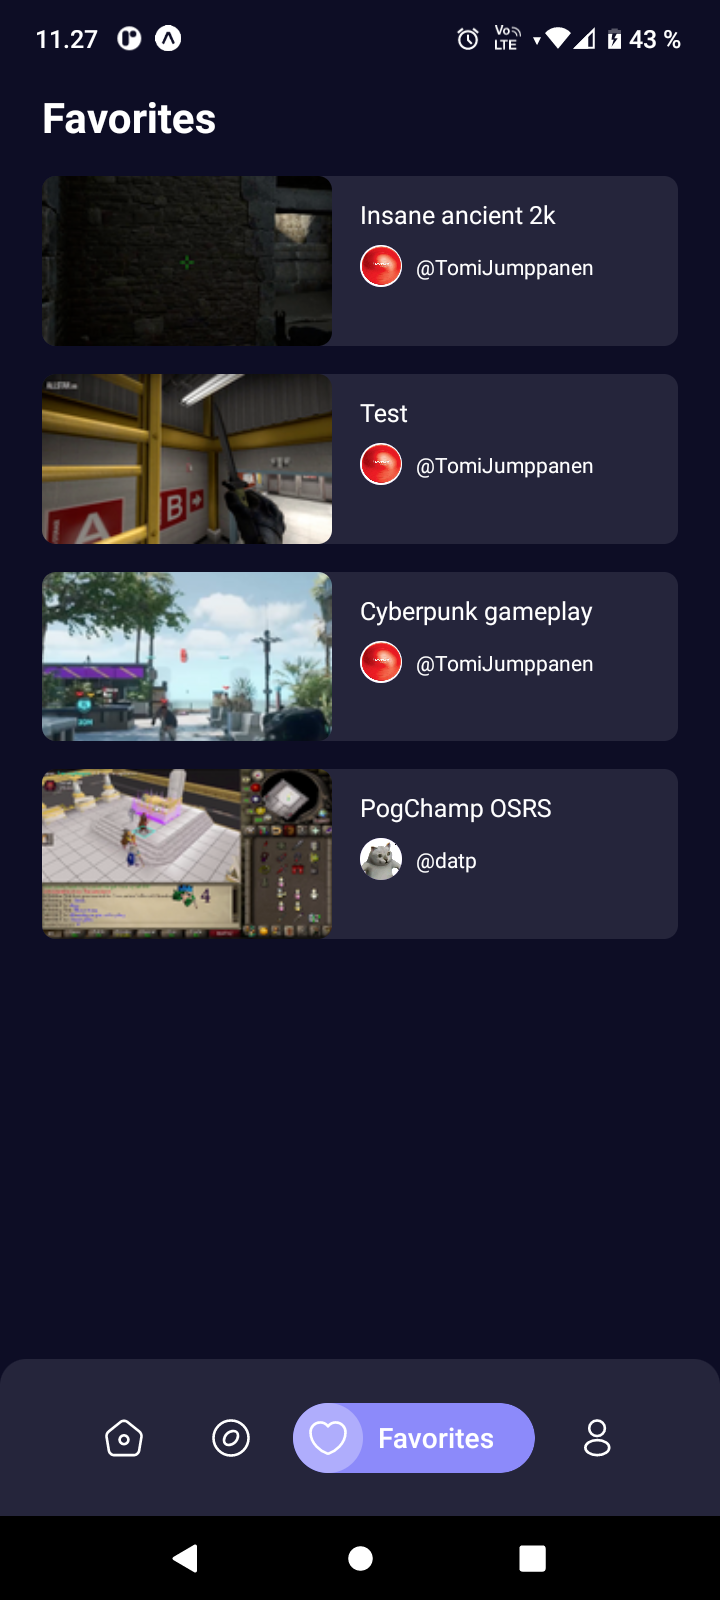 11.27
Vo
LTE
43 %
Favorites
Insane ancient 2k
@TomiJumppanen
A
B
Test
@TomiJumppanen
Cyberpunk gameplay
@TomiJumppanen
PogChamp OSRS
@datp
4
Favorites